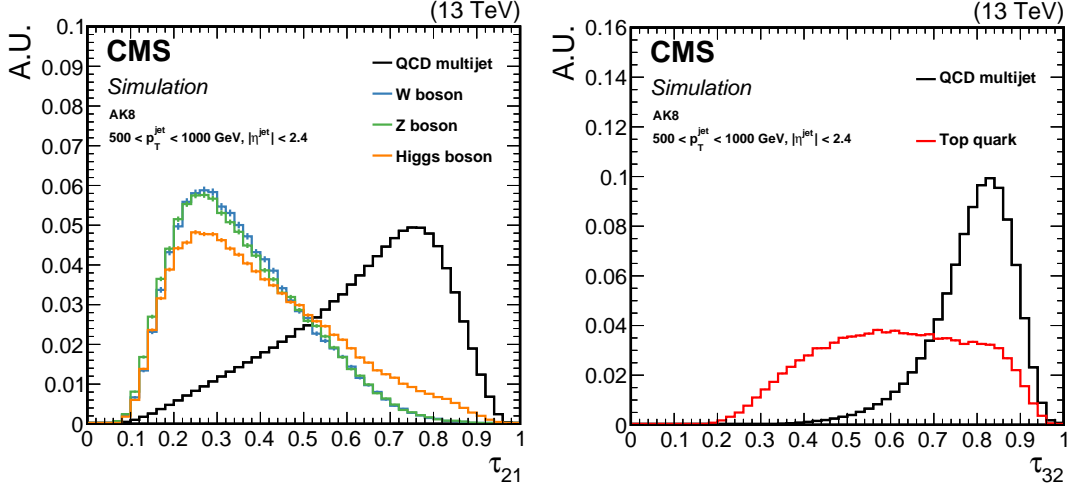 (13 TeV)
A.U.
0.1
0.09
0.08
0.07
0.06
0.05
0.04
0.03
0.02
0.01
0
CMS
Simulation
AK8
500 < p_T^jet < 1000 GeV, |η^jet| < 2.4
QCD multijet
W boson
Z boson
Higgs boson
0 0.1 0.2 0.3 0.4 0.5 0.6 0.7 0.8 0.9 1
τ_21
(13 TeV)
A.U.
0.16
0.14
0.12
0.1
0.08
0.06
0.04
0.02
0
CMS
Simulation
AK8
500 < p_T^jet < 1000 GeV, |η^jet| < 2.4
QCD multijet
Top quark
0 0.1 0.2 0.3 0.4 0.5 0.6 0.7 0.8 0.9 1
τ_32